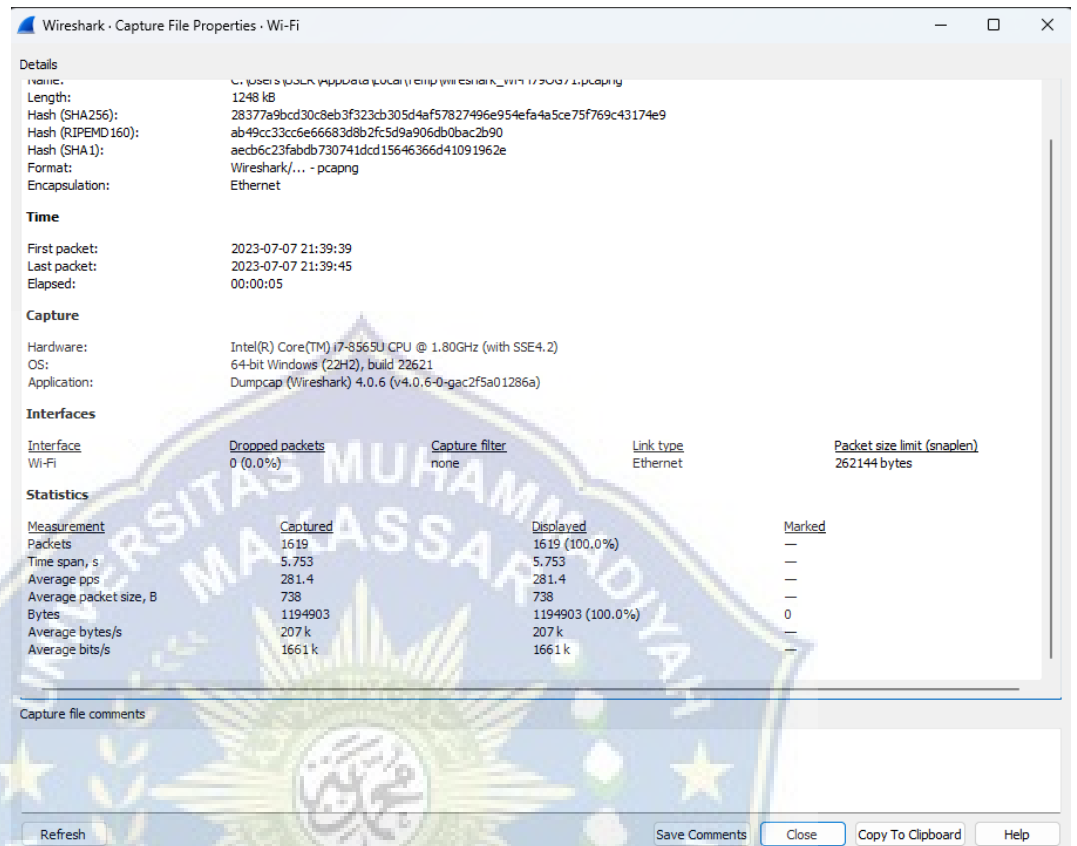 Wireshark · Capture File Properties · Wi-Fi
Details
Name:
Length: 1248 kB
Hash (SHA256): 28377a9bcd30c8eb3f323cb305d4af57827496e954efa4a5ce75f769c43174e9
Hash (RIPEMD160): ab49cc33cc6e66683d8b2fc5d9a906db0bac2b90
Hash (SHA1): aecb6c23fabdb730741dcd15646366d41091962e
Format: Wireshark/... - pcapng
Encapsulation: Ethernet
Time
First packet: 2023-07-07 21:39:39
Last packet: 2023-07-07 21:39:45
Elapsed: 00:00:05
Capture
Hardware: Intel(R) Core(TM) i7-8565U CPU @ 1.80GHz (with SSE4.2)
OS: 64-bit Windows (22H2), build 22621
Application: Dumpcap (Wireshark) 4.0.6 (v4.0.6-0-gac2f5a01286a)
Interfaces
Interface Dropped packets Capture filter Link type Packet size limit (snaplen)
Wi-Fi 0 (0.0%) none Ethernet 262144 bytes
Statistics
Measurement Captured Displayed Marked
Packets 1619 1619 (100.0%) —
Time span, s 5.753 5.753 —
Average pps 281.4 281.4 —
Average packet size, B 738 738 —
Bytes 1194903 1194903 (100.0%) 0
Average bytes/s 207 k 207 k —
Average bits/s 1661 k 1661 k —
UNIVERSITAS MUHAMMADIYAH
MAKASSAR
Capture file comments
Refresh Save Comments Close Copy To Clipboard Help